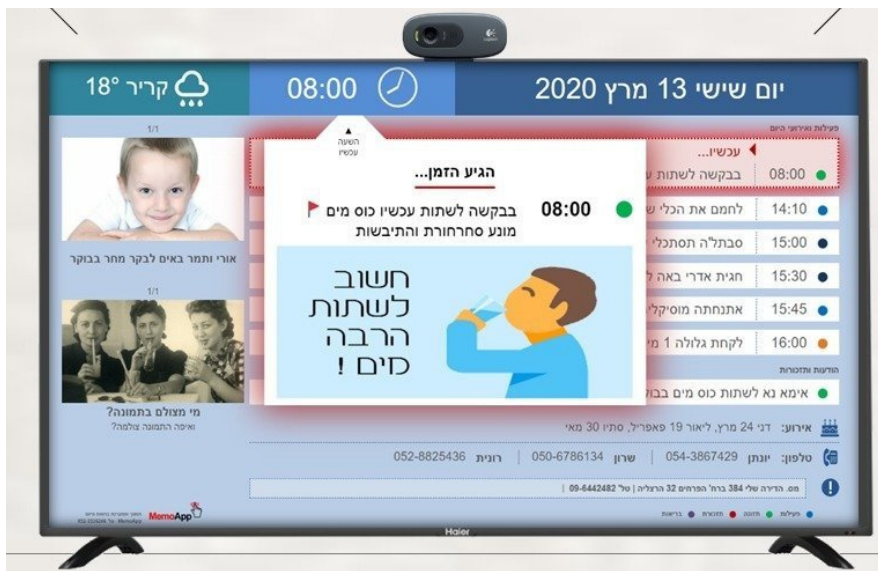 logitech
יום שישי 13 מרץ 2020
08:00
קריר 18°
השעה
עכשיו
פעילות ואירועי היום
עכשיו...
08:00 בבקשה לשתות
14:10 לחמם את הכלי
15:00 סבתל'ה תסתכלי
15:30 חגית אדרי באה
15:45 אתנחתה מוסיקלי
16:00 לקחת גלולה 1
הודעות ותזכורות
אימא נא לשתות כוס מים
הגיע הזמן...
08:00 בבקשה לשתות עכשיו כוס מים
מונע סחרחורת והתיבשות
חשוב
לשתות
הרבה
מים !
1/1
אורי ותמר באים לבקר מחר בבוקר
1/1
מי מצולם בתמונה?
ואיפה התמונה צולמה?
אירוע: דני 24 מרץ, ליאור 19 פאפריל, סתיו 30 מאי
טלפון: יונתן 054-3867429 | שרון 050-6786134 | רונית 052-8825436
מס. הדירה שלי 384 ברח' הפרחים 32 הרצליה | טל' 09-6442482 |
פעילות תזונה תזכורת בריאות
MemoApp
Haier